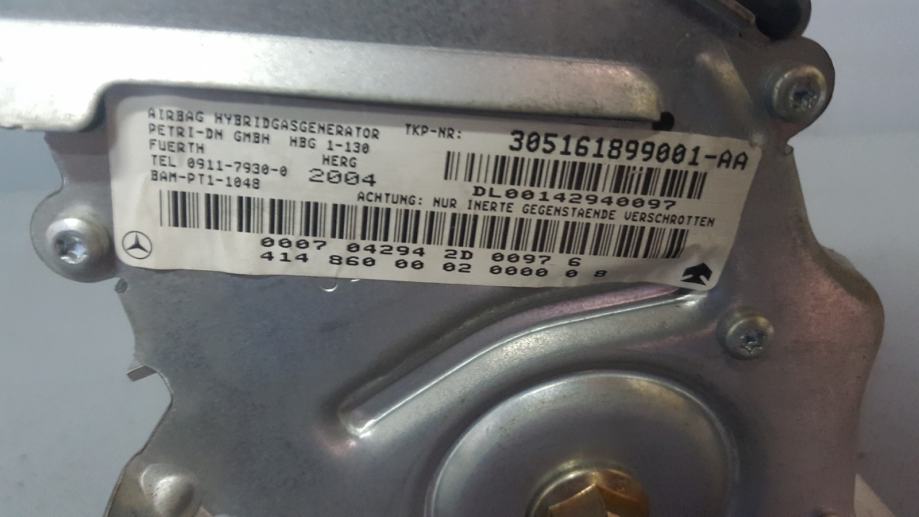 AIRBAG HYBRIDGASGENERATOR
PETRI-DN GMBH HBG 1-130
FUERTH HERG
TEL 0911-7930-0 2004
BAM-PT1-1048
TKP-NR: 305161899001-AA
DL00142940097
ACHTUNG: NUR INERTE GEGENSTAENDE VERSCHROTTEN
0007 04294 2D 0097 6
414 860 00 02 0000 0 8